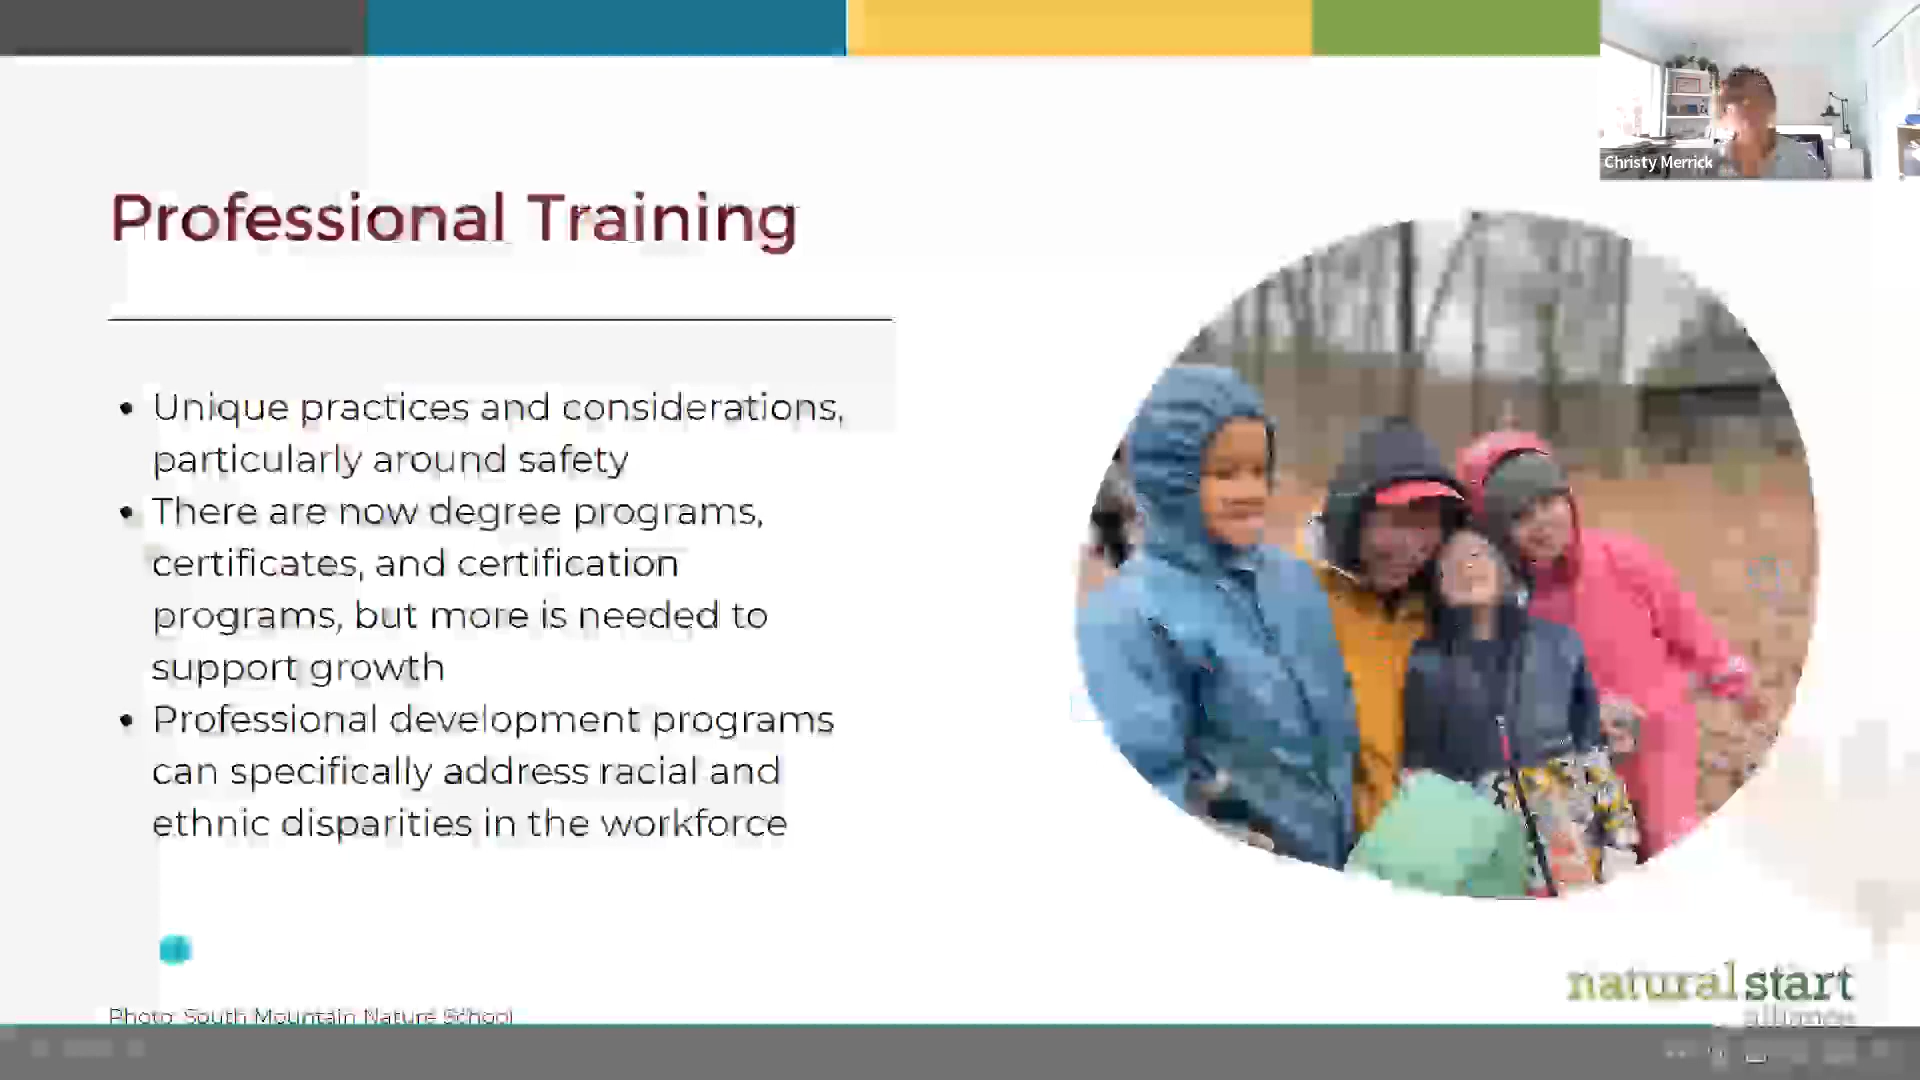 Christy Merrick
Professional Training
• Unique practices and considerations,
particularly around safety
• There are now degree programs,
certificates, and certification
programs, but more is needed to
support growth
• Professional development programs
can specifically address racial and
ethnic disparities in the workforce
Photo: South Mountain Nature School
naturalstart
alliance